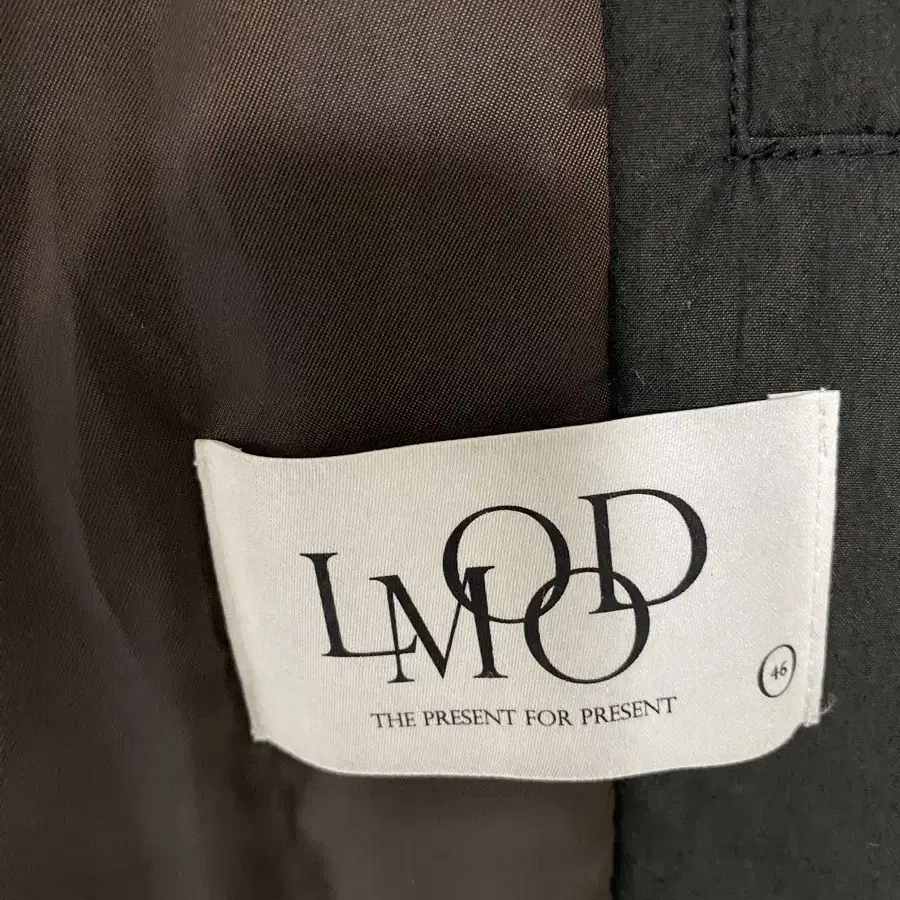 LMOOD
THE PRESENT FOR PRESENT
46